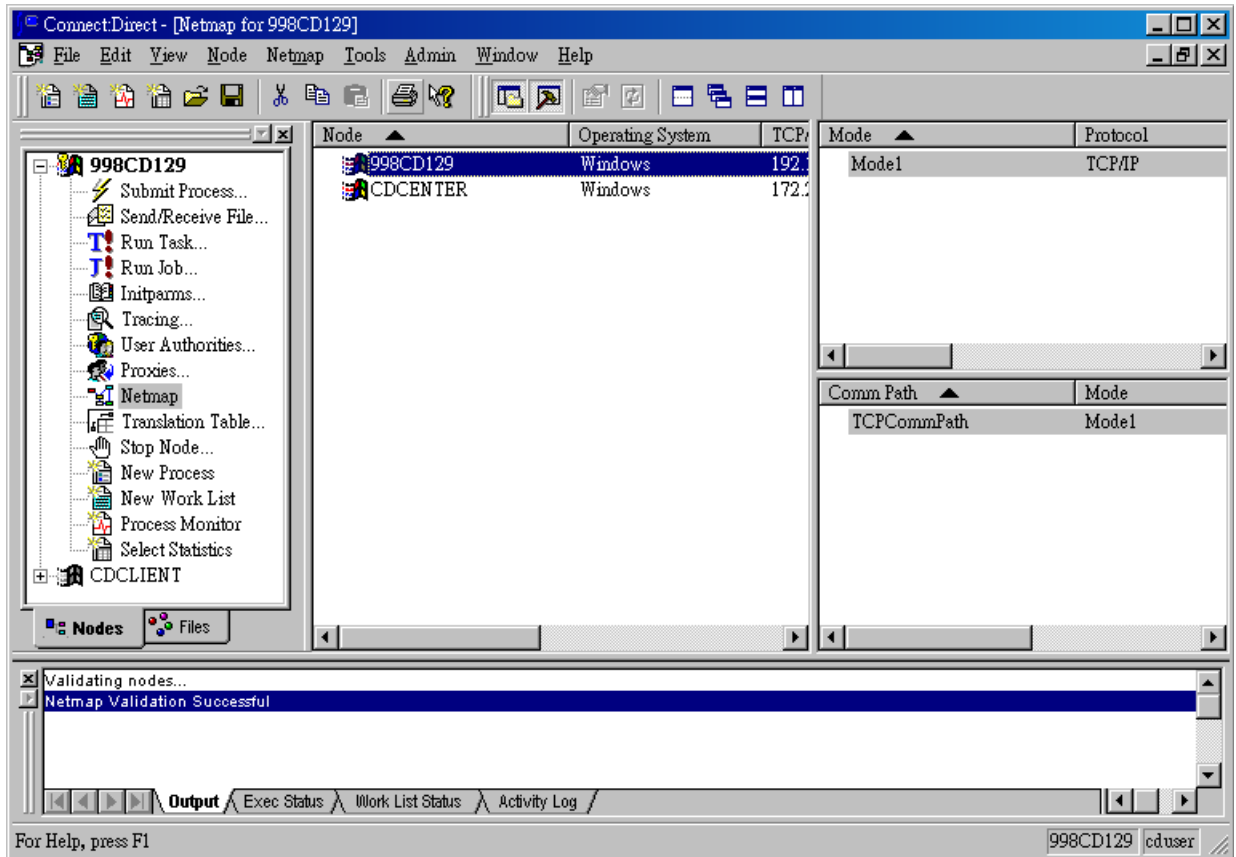 Connect:Direct - [Netmap for 998CD129]
File Edit View Node Netmap Tools Admin Window Help
998CD129
Submit Process...
Send/Receive File...
Run Task...
Run Job...
Initparms...
Tracing...
User Authorities...
Proxies...
Netmap
Translation Table...
Stop Node...
New Process
New Work List
Process Monitor
Select Statistics
CDCLIENT
Nodes Files
Node Operating System TCP/
998CD129 Windows 192.1
CDCENTER Windows 172.2
Mode Protocol
Mode1 TCP/IP
Comm Path Mode
TCPCommPath Mode1
Validating nodes...
Netmap Validation Successful
Output Exec Status Work List Status Activity Log
For Help, press F1 998CD129 cduser